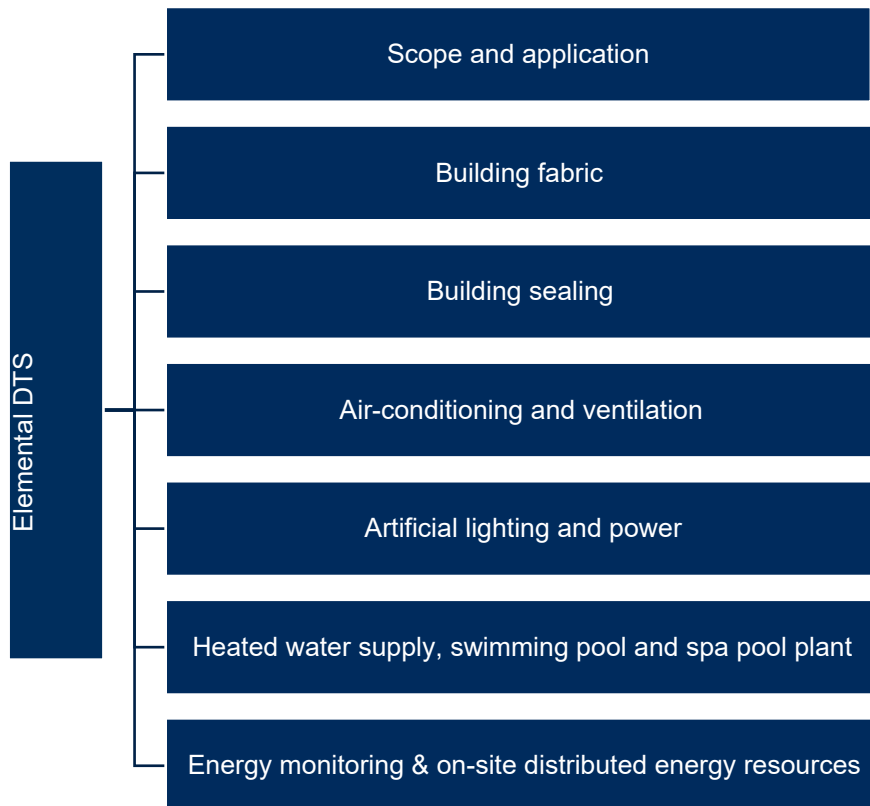 Elemental DTS
Scope and application
Building fabric
Building sealing
Air-conditioning and ventilation
Artificial lighting and power
Heated water supply, swimming pool and spa pool plant
Energy monitoring & on-site distributed energy resources